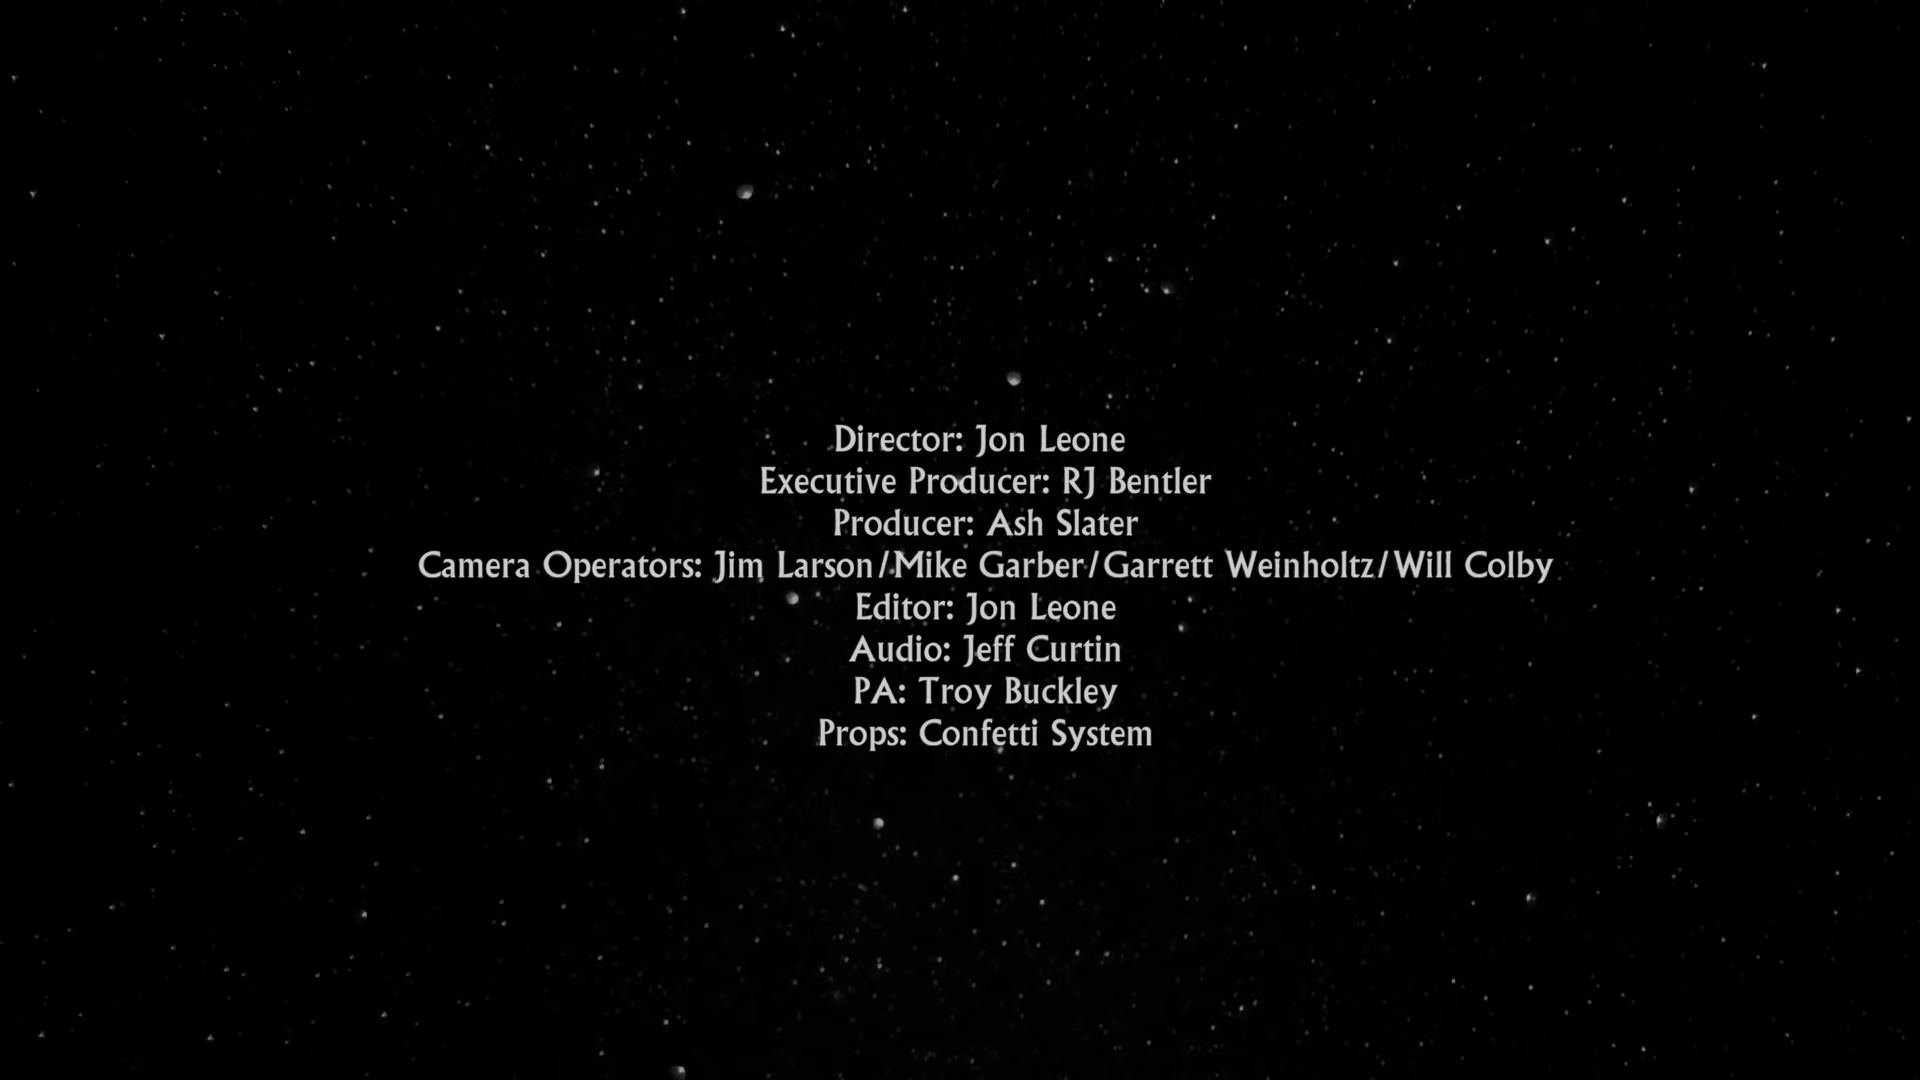 Director: Jon Leone
Executive Producer: RJ Bentler
Producer: Ash Slater
Camera Operators: Jim Larson/Mike Garber/Garrett Weinholtz/Will Colby
Editor: Jon Leone
Audio: Jeff Curtin
PA: Troy Buckley
Props: Confetti System